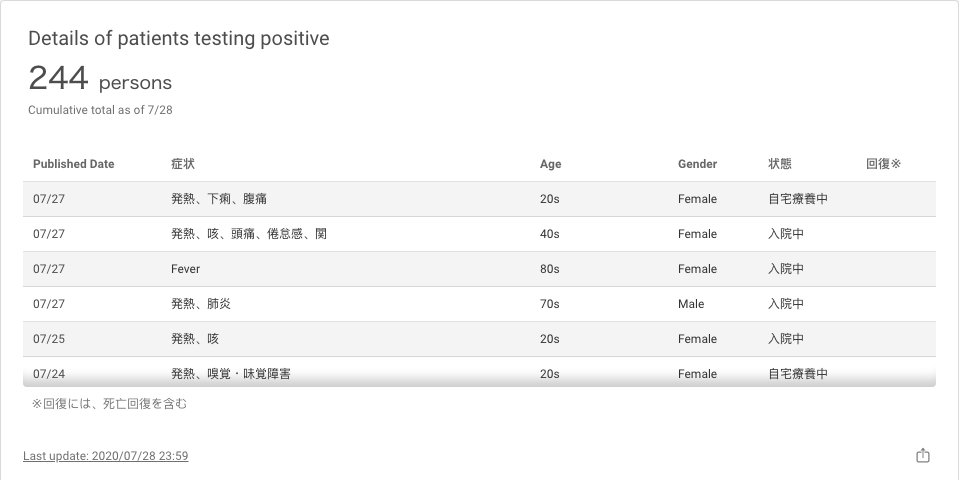 Details of patients testing positive
244 persons
Cumulative total as of 7/28
Published Date 症状 Age Gender 状態 回復※
07/27 発熱、下痢、腹痛 20s Female 自宅療養中
07/27 発熱、咳、頭痛、倦怠感、関 40s Female 入院中
07/27 Fever 80s Female 入院中
07/27 発熱、肺炎 70s Male 入院中
07/25 発熱、咳 20s Female 入院中
07/24 発熱、嗅覚・味覚障害 20s Female 自宅療養中
※回復には、死亡回復を含む
Last update: 2020/07/28 23:59